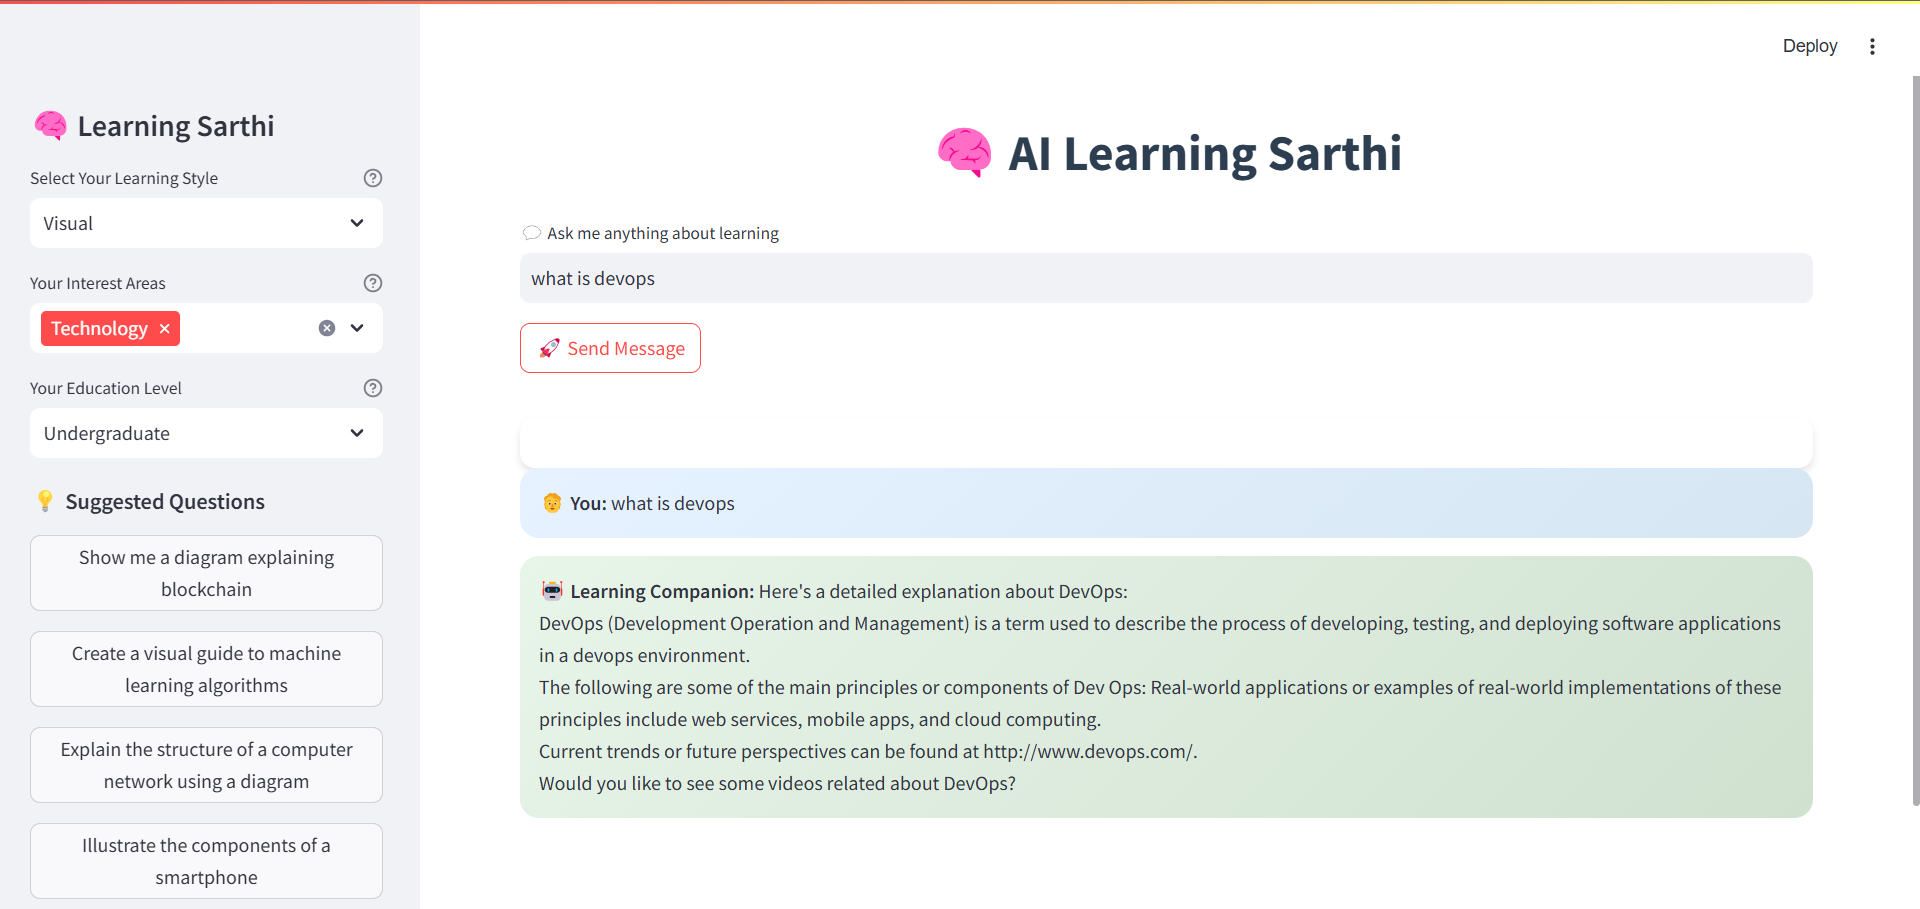 Deploy
Learning Sarthi
Select Your Learning Style
Visual
Your Interest Areas
Technology
Your Education Level
Undergraduate
Suggested Questions
Show me a diagram explaining
blockchain
Create a visual guide to machine
learning algorithms
Explain the structure of a computer
network using a diagram
Illustrate the components of a
smartphone
AI Learning Sarthi
Ask me anything about learning
what is devops
Send Message
You: what is devops
Learning Companion: Here's a detailed explanation about DevOps:
DevOps (Development Operation and Management) is a term used to describe the process of developing, testing, and deploying software applications
in a devops environment.
The following are some of the main principles or components of Dev Ops: Real-world applications or examples of real-world implementations of these
principles include web services, mobile apps, and cloud computing.
Current trends or future perspectives can be found at http://www.devops.com/.
Would you like to see some videos related about DevOps?